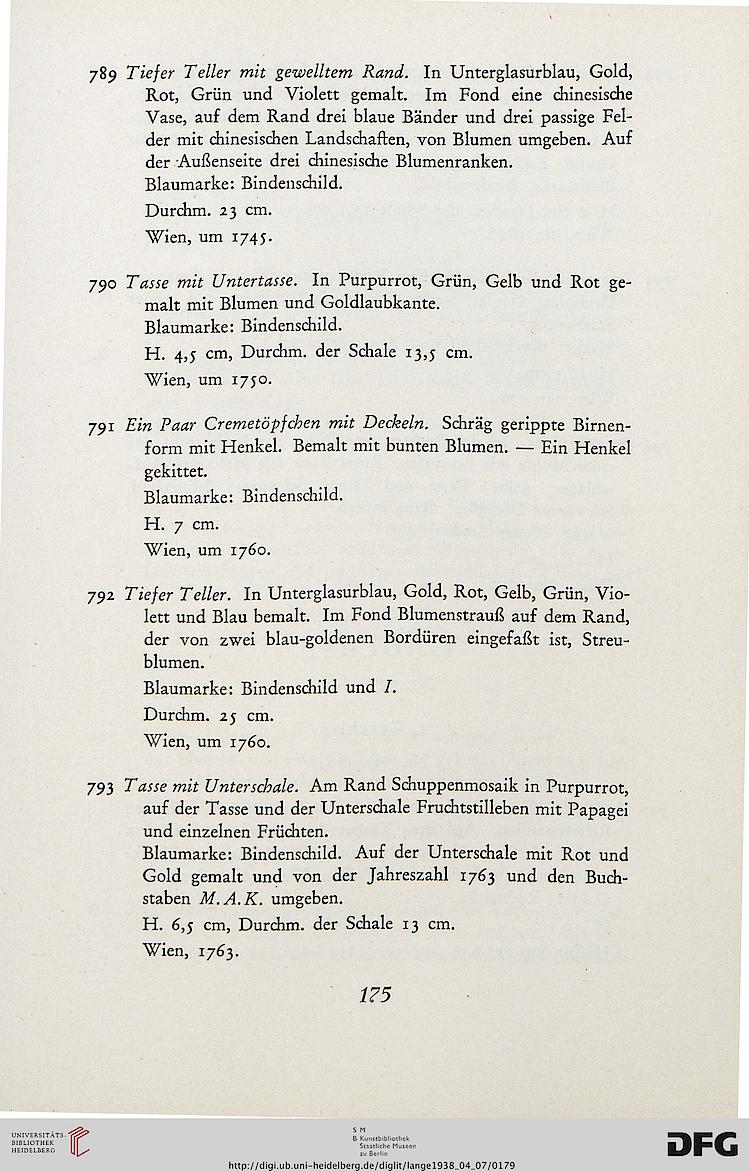 789 Tiefer Teller mit gewelltem Rand. In Unterglasurblau, Gold,
Rot, Grün und Violett gemalt. Im Fond eine chinesische
Vase, auf dem Rand drei blaue Bänder und drei passige Fel-
der mit chinesischen Landschaften, von Blumen umgeben. Auf
der Außenseite drei chinesische Blumenranken.
Blaumarke: Bindenschild.
Durchm. 23 cm.
Wien, um 1745.
790 Tasse mit Untertasse. In Purpurrot, Grün, Gelb und Rot ge-
malt mit Blumen und Goldlaubkante.
Blaumarke: Bindenschild.
H. 4,5 cm, Durchm. der Schale 13,5 cm.
Wien, um 1750.
791 Ein Paar Cremetöpfchen mit Deckeln. Schräg gerippte Birnen-
form mit Henkel. Bemalt mit bunten Blumen. — Ein Henkel
gekittet.
Blaumarke: Bindenschild.
H. 7 cm.
Wien, um 1760.
792 Tiefer Teller. In Unterglasurblau, Gold, Rot, Gelb, Grün, Vio-
lett und Blau bemalt. Im Fond Blumenstrauß auf dem Rand,
der von zwei blau-goldenen Bordüren eingefaßt ist, Streu-
blumen.
Blaumarke: Bindenschild und I.
Durchm. 25 cm.
Wien, um 1760.
793 Tasse mit Unterschale. Am Rand Schuppenmosaik in Purpurrot,
auf der Tasse und der Unterschale Fruchtstilleben mit Papagei
und einzelnen Früchten.
Blaumarke: Bindenschild. Auf der Unterschale mit Rot und
Gold gemalt und von der Jahreszahl 1763 und den Buch-
staben M.A.K. umgeben.
H. 6,5 cm, Durchm. der Schale 13 cm.
Wien, 1763.
175
UNIVERSITÄTS-
BIBLIOTHEK
HEIDELBERG
S M
B Kunstbibliothek
Staatliche Museen
zu Berlin
DFG
http://digi.ub.uni-heidelberg.de/diglit/lange1938_04_07/0179